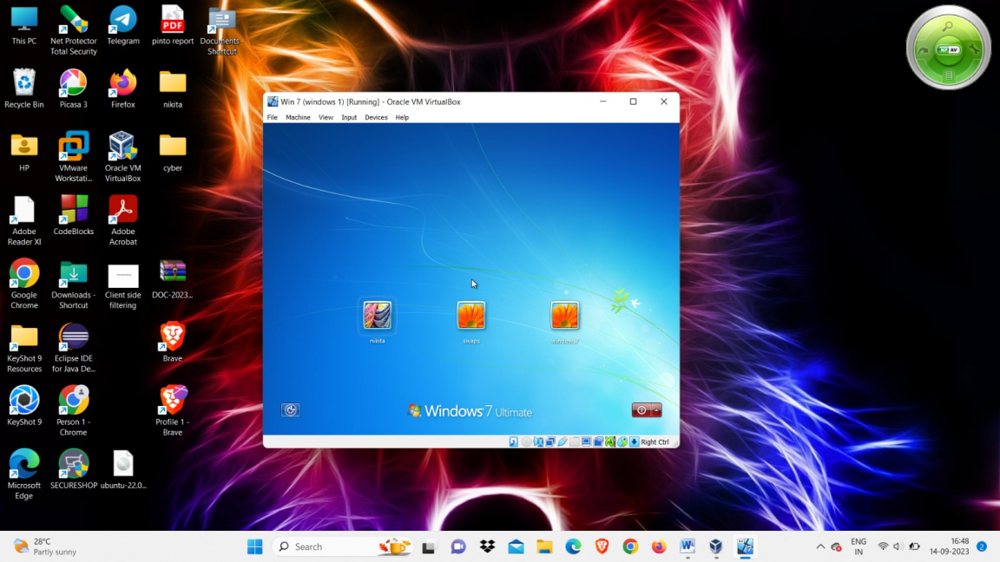 This PC
Net Protector
Total Security
Telegram
PDF
pinto report
Documents -
Shortcut
Recycle Bin
Picasa 3
Firefox
nikita
HP
VMware
Workstati...
Oracle VM
VirtualBox
cyber
Adobe
Reader XI
CodeBlocks
Adobe
Acrobat
Google
Chrome
Downloads -
Shortcut
Client side
filtering
DOC-2023...
KeyShot 9
Resources
Eclipse IDE
for Java De...
Brave
KeyShot 9
Person 1 -
Chrome
Profile 1 -
Brave
Microsoft
Edge
SECURESHOP
ubuntu-22.0...
Win 7 (windows 1) [Running] - Oracle VM VirtualBox
File Machine View Input Devices Help
nikita
swaps
windows7
Windows 7 Ultimate
Right Ctrl
AV
28°C
Partly sunny
Search
ENG
IN
16:48
14-09-2023
2